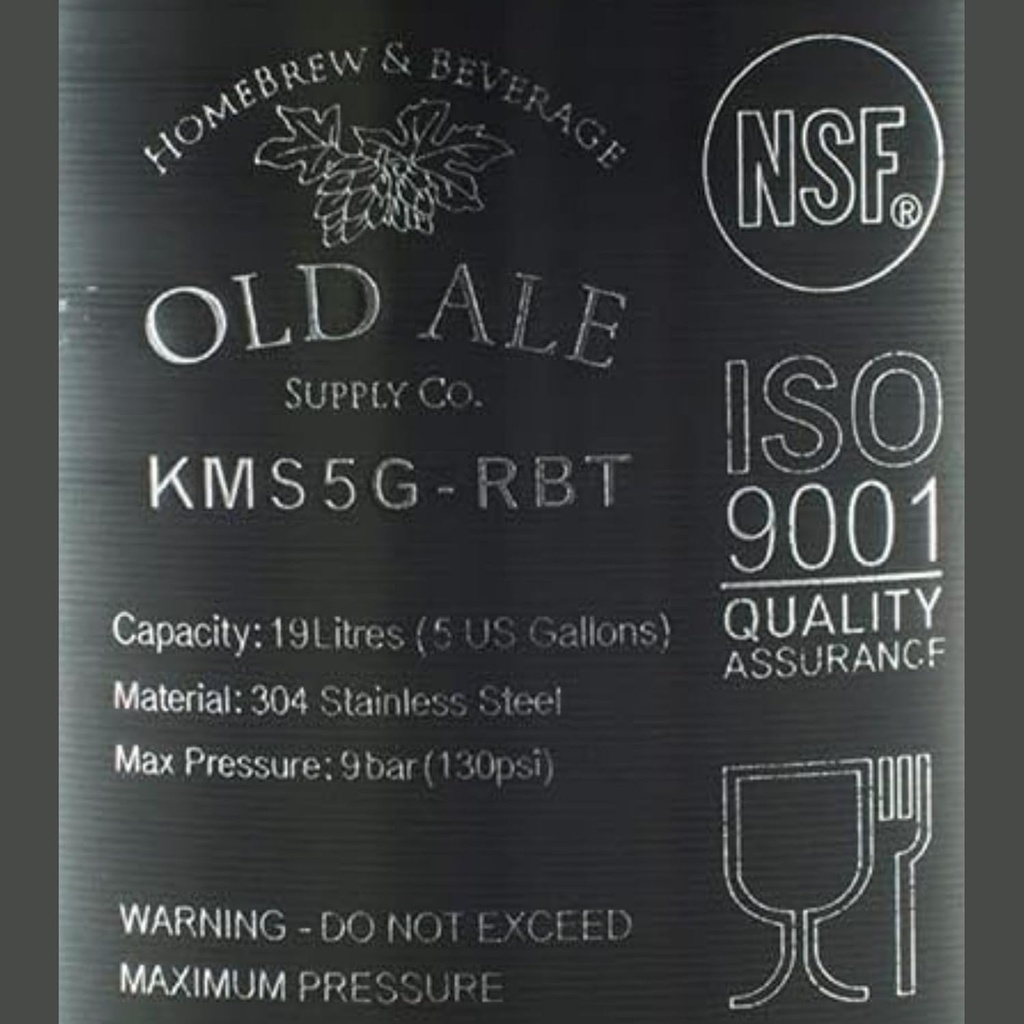 HOMEBREW & BEVERAGE
OLD ALE
SUPPLY CO.
KMS5G-RBT
Capacity: 19Litres (5 US Gallons)
Material: 304 Stainless Steel
Max Pressure: 9bar(130psi)
WARNING - DO NOT EXCEED
MAXIMUM PRESSURE
NSF®
ISO
9001
QUALITY
ASSURANCE